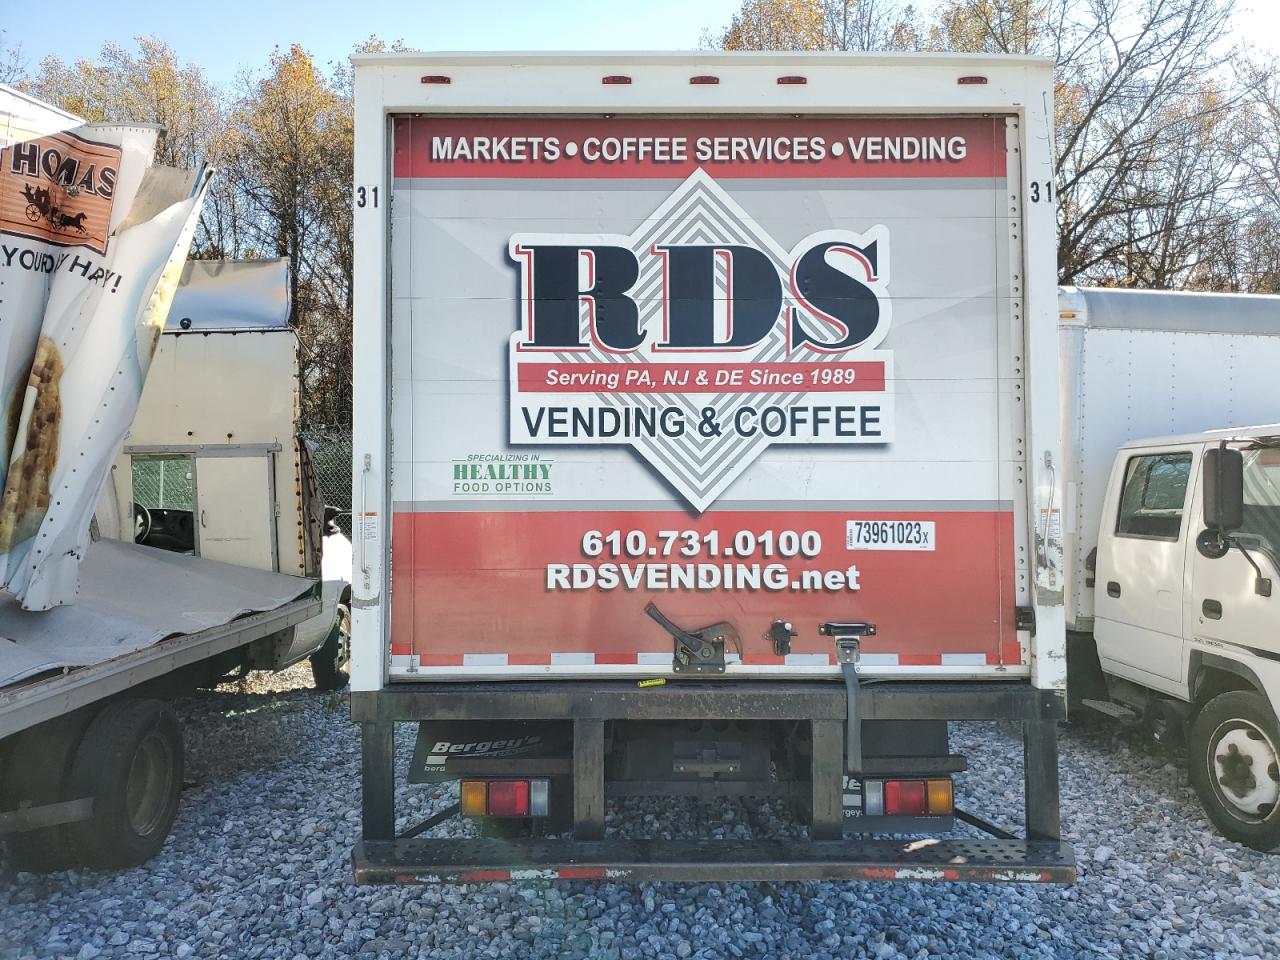 MARKETS • COFFEE SERVICES • VENDING
31
31
RDS
Serving PA, NJ & DE Since 1989
VENDING & COFFEE
SPECIALIZING IN
HEALTHY
FOOD OPTIONS
610.731.0100
73961023x
RDSVENDING.net
THOMAS
Bergey's